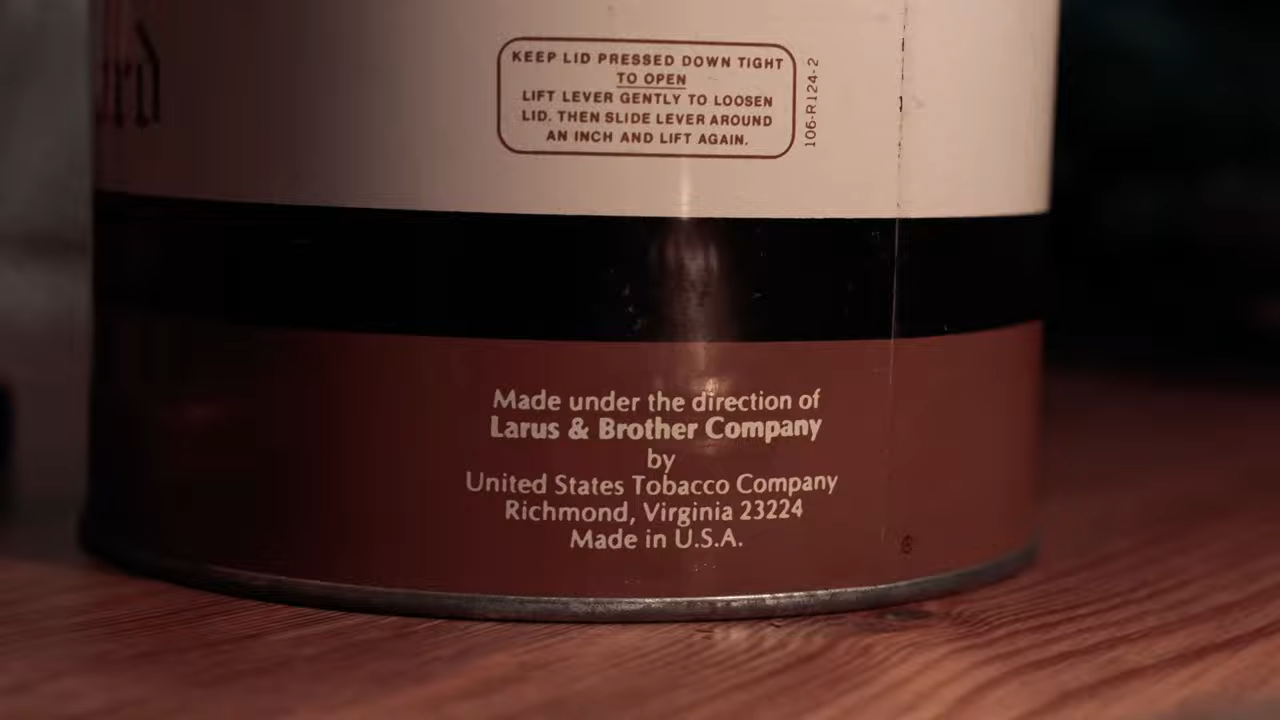 KEEP LID PRESSED DOWN TIGHT
TO OPEN
LIFT LEVER GENTLY TO LOOSEN
LID. THEN SLIDE LEVER AROUND
AN INCH AND LIFT AGAIN.
106-R124-2
Made under the direction of
Larus & Brother Company
by
United States Tobacco Company
Richmond, Virginia 23224
Made in U.S.A.